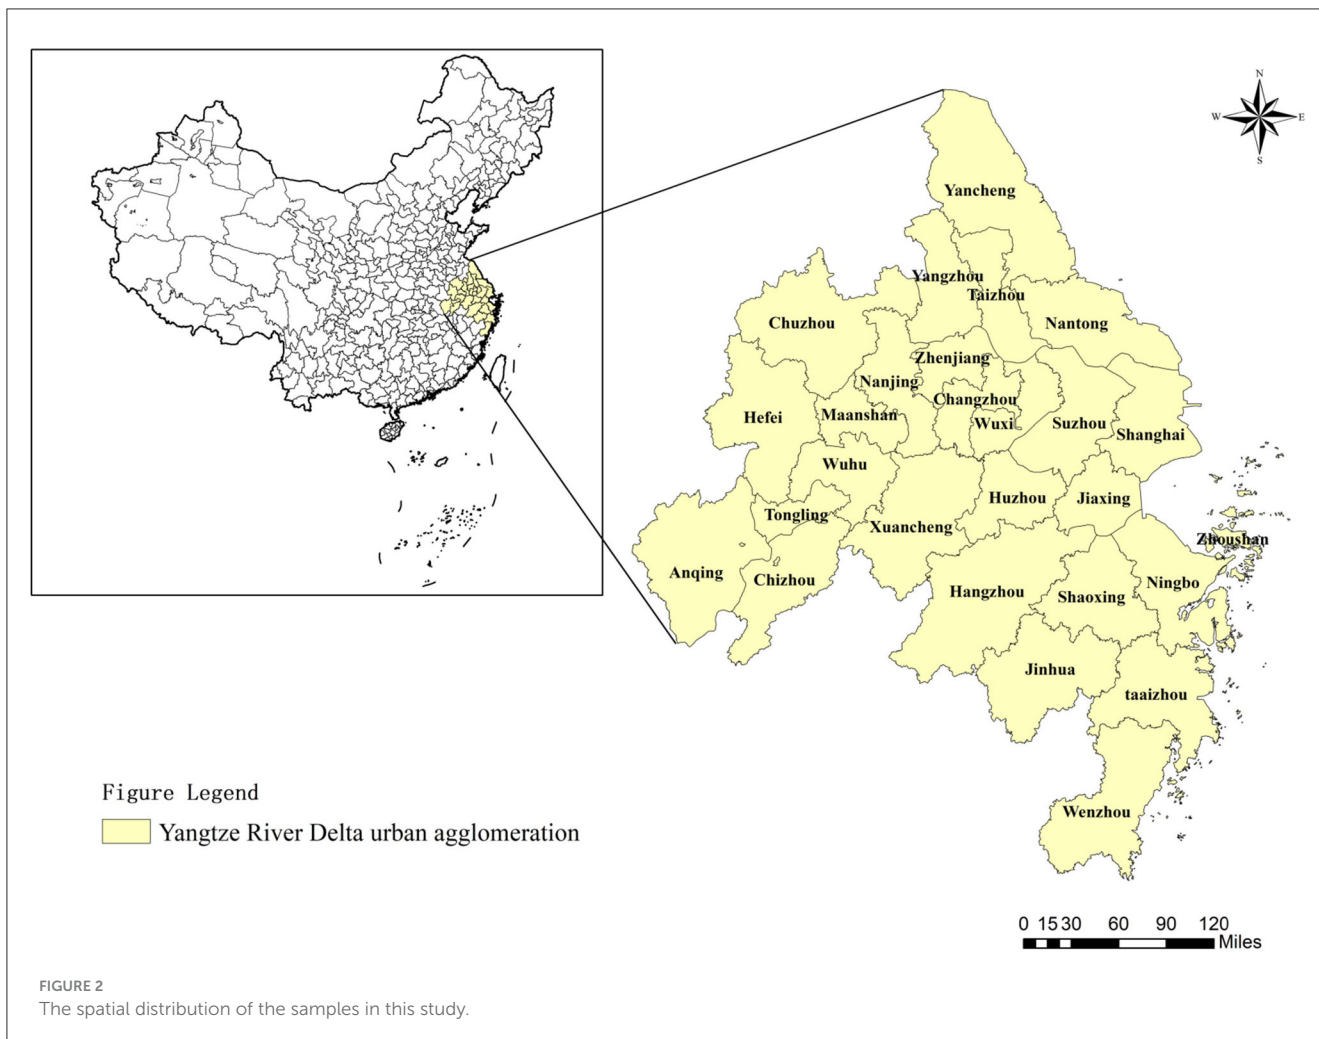 N
W
E
S
Yancheng
Yangzhou
Taizhou
Chuzhou
Nantong
Zhenjiang
Nanjing
Changzhou
Hefei
Maanshan
Wuxi
Suzhou
Shanghai
Wuhu
Huzhou
Jiaxing
Tongling
Xuancheng
Zhoushan
Anqing
Chizhou
Hangzhou
Shaoxing
Ningbo
Jinhua
taaizhou
Wenzhou
Figure Legend
Yangtze River Delta urban agglomeration
0 15 30 60 90 120
Miles
FIGURE 2
The spatial distribution of the samples in this study.